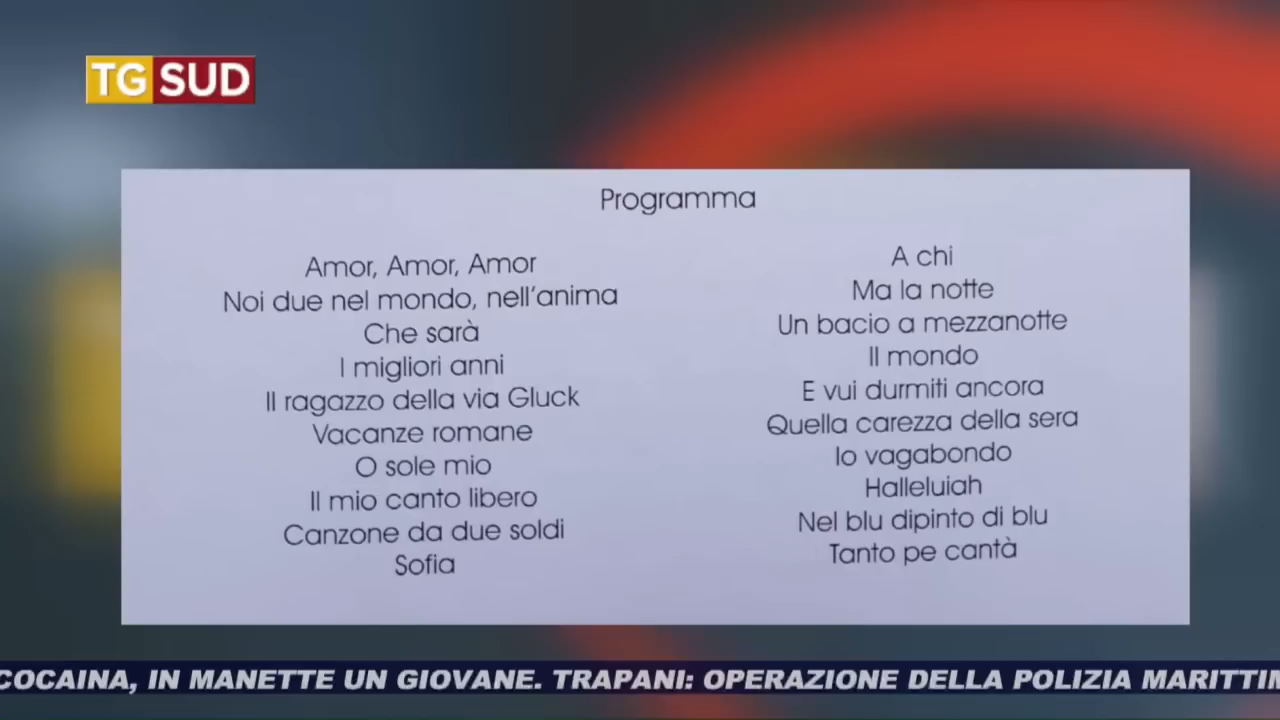 TG SUD
Programma
Amor, Amor, Amor
Noi due nel mondo, nell'anima
Che sarà
I migliori anni
Il ragazzo della via Gluck
Vacanze romane
O sole mio
Il mio canto libero
Canzone da due soldi
Sofia
A chi
Ma la notte
Un bacio a mezzanotte
Il mondo
E vui durmiti ancora
Quella carezza della sera
Io vagabondo
Halleluiah
Nel blu dipinto di blu
Tanto pe cantà
COCAINA, IN MANETTE UN GIOVANE. TRAPANI: OPERAZIONE DELLA POLIZIA MARITTIM